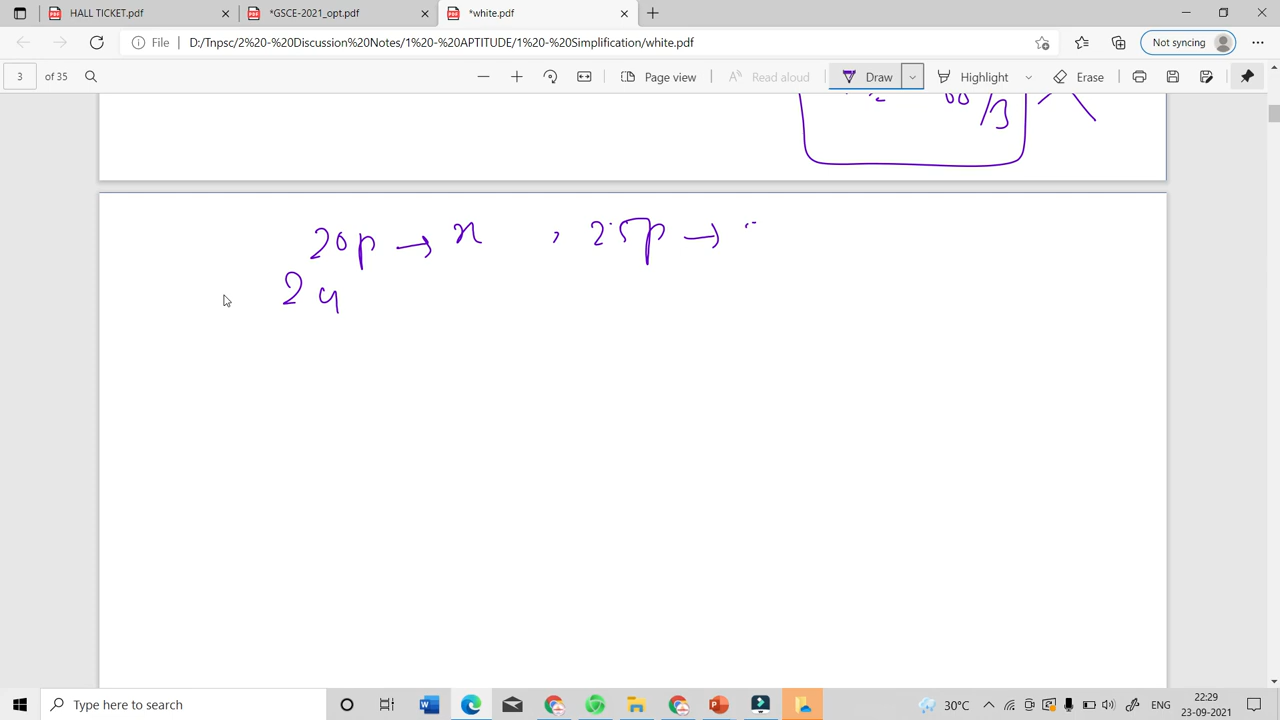 HALL TICKET.pdf
*GSCE-2021_opt.pdf
*white.pdf
File
D:/Tnpsc/2%20-%20Discussion%20Notes/1%20-%20APTITUDE/1%20-%20Simplification/white.pdf
Not syncing
3 of 35
Page view
Read aloud
Draw
Highlight
Erase
20p → x , 25p →
24
Type here to search
30°C
22:29
23-09-2021